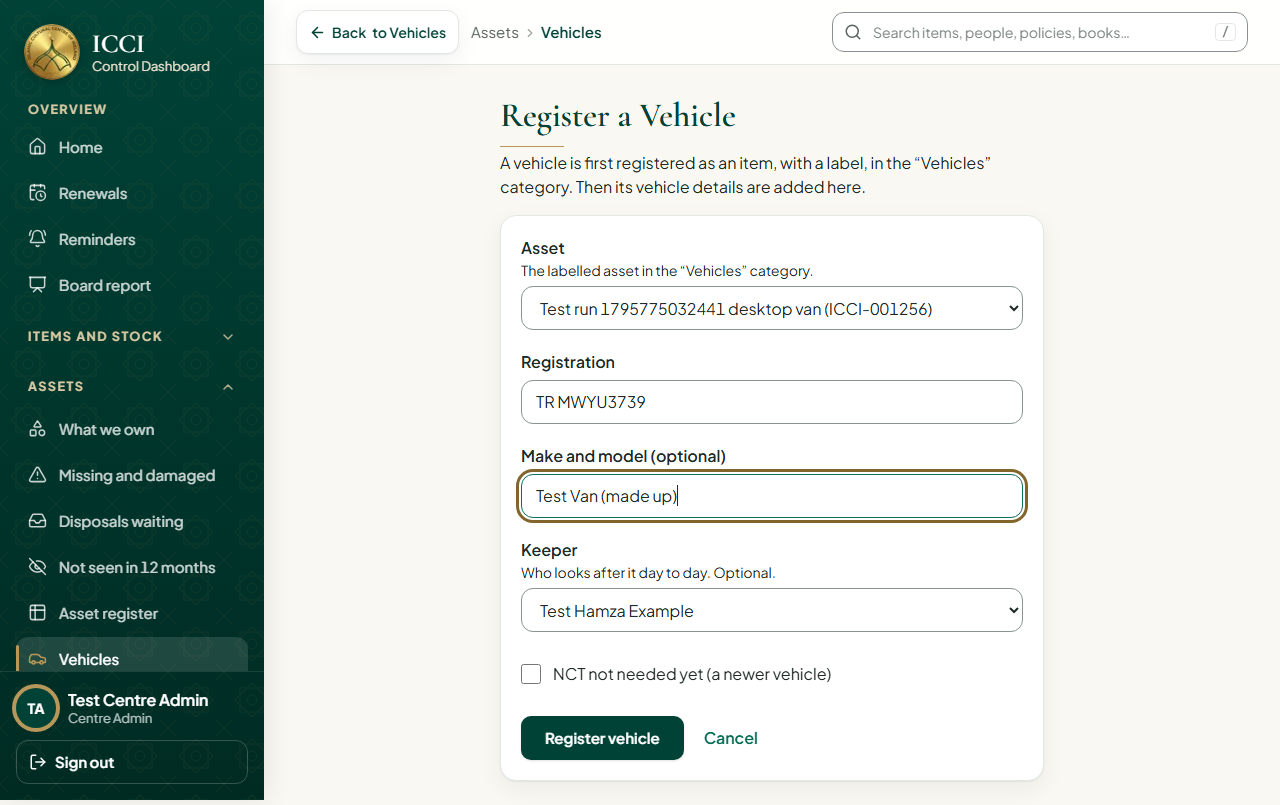 ICCI
Control Dashboard
OVERVIEW
Home
Renewals
Reminders
Board report
ITEMS AND STOCK
ASSETS
What we own
Missing and damaged
Disposals waiting
Not seen in 12 months
Asset register
Vehicles
TA
Test Centre Admin
Centre Admin
Sign out
Back to Vehicles
Assets
Vehicles
Search items, people, policies, books…
/
Register a Vehicle
A vehicle is first registered as an item, with a label, in the “Vehicles”
category. Then its vehicle details are added here.
Asset
The labelled asset in the “Vehicles” category.
Test run 1795775032441 desktop van (ICCI-001256)
Registration
TR MWYU3739
Make and model (optional)
Test Van (made up)
Keeper
Who looks after it day to day. Optional.
Test Hamza Example
NCT not needed yet (a newer vehicle)
Register vehicle
Cancel